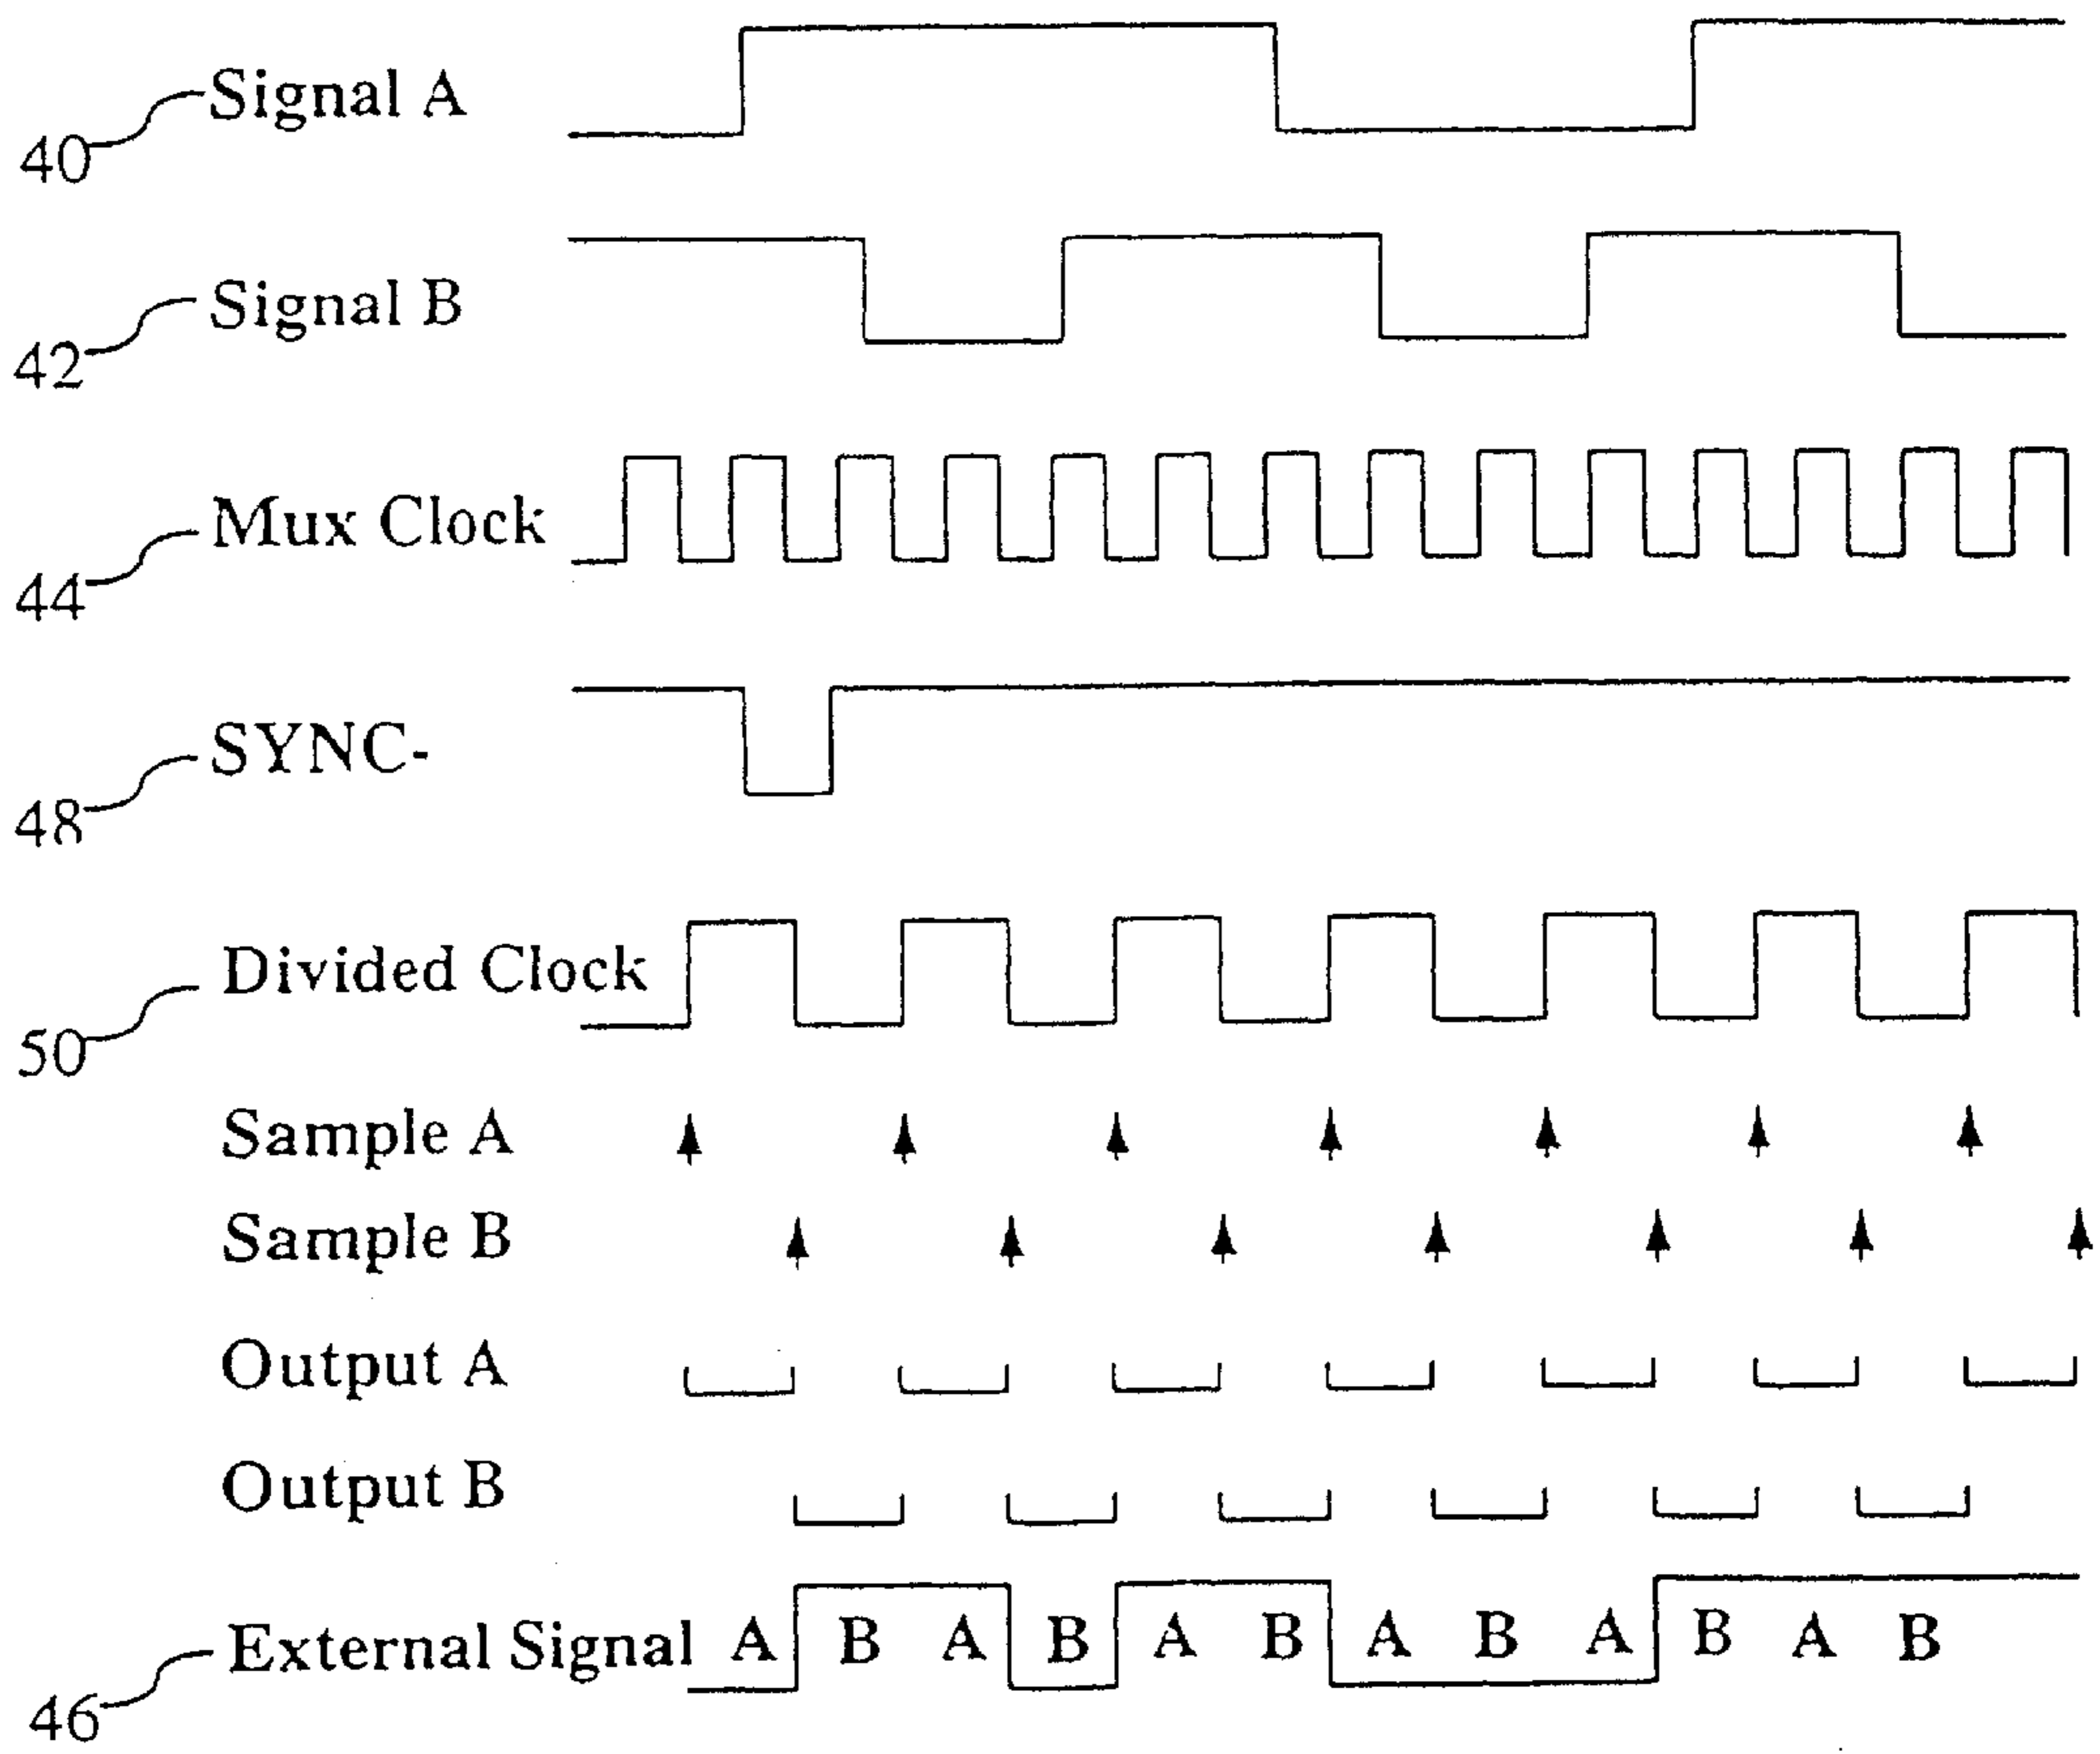 Signal A
40
Signal B
42
Mux Clock
44
SYNC-
48
Divided Clock
50
Sample A
Sample B
Output A
Output B
External Signal A B A B A B A B A B A B
46